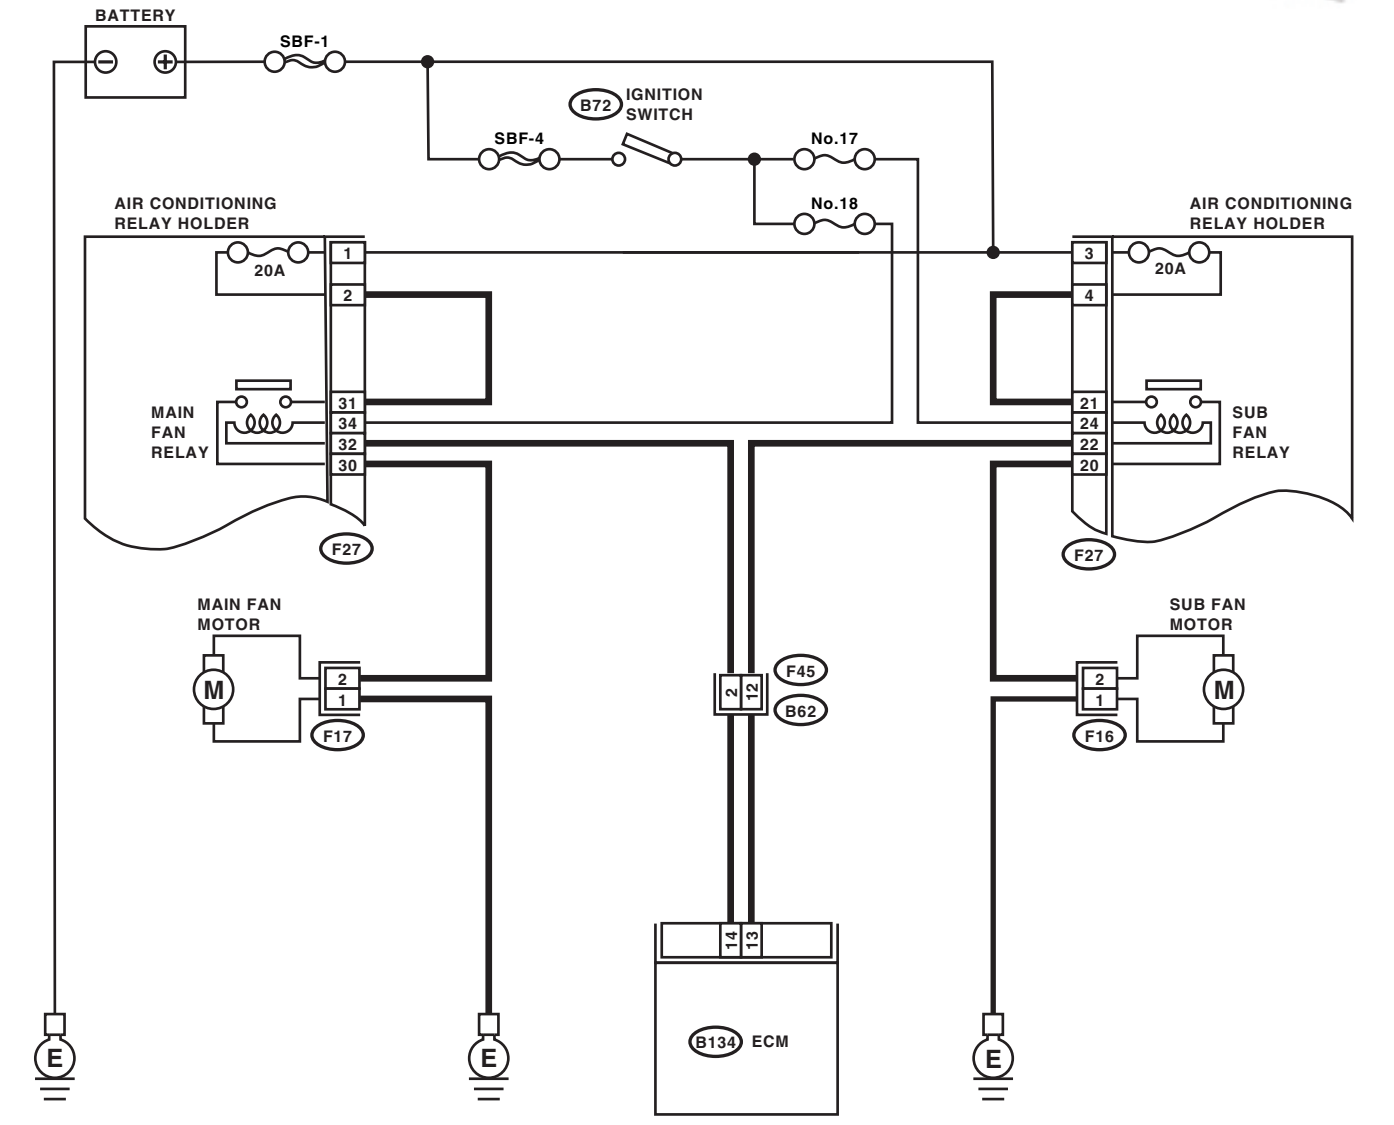 BATTERY
SBF-1
B72
IGNITION
SWITCH
SBF-4
No.17
No.18
AIR CONDITIONING
RELAY HOLDER
AIR CONDITIONING
RELAY HOLDER
20A
1
2
3
4
20A
MAIN
FAN
RELAY
31
34
32
30
21
24
22
20
SUB
FAN
RELAY
F27
F27
MAIN FAN
MOTOR
M
2
1
F17
2
12
F45
B62
SUB FAN
MOTOR
2
1
M
F16
14
13
B134
ECM
E
E
E